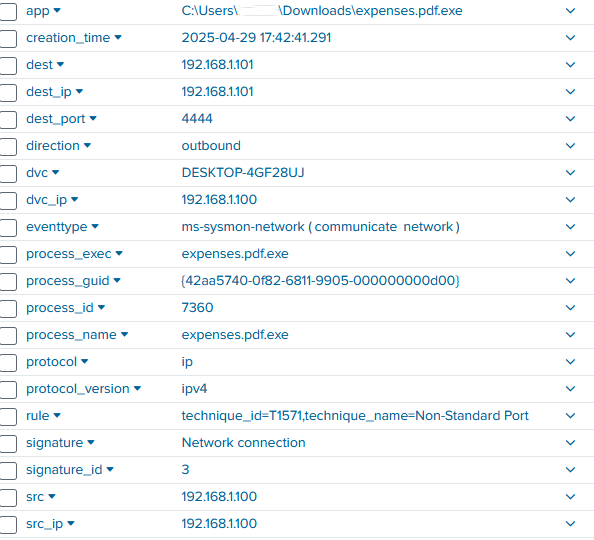 app C:\Users\ \Downloads\expenses.pdf.exe
creation_time 2025-04-29 17:42:41.291
dest 192.168.1.101
dest_ip 192.168.1.101
dest_port 4444
direction outbound
dvc DESKTOP-4GF28UJ
dvc_ip 192.168.1.100
eventtype ms-sysmon-network ( communicate network )
process_exec expenses.pdf.exe
process_guid {42aa5740-0f82-6811-9905-000000000d00}
process_id 7360
process_name expenses.pdf.exe
protocol ip
protocol_version ipv4
rule technique_id=T1571,technique_name=Non-Standard Port
signature Network connection
signature_id 3
src 192.168.1.100
src_ip 192.168.1.100